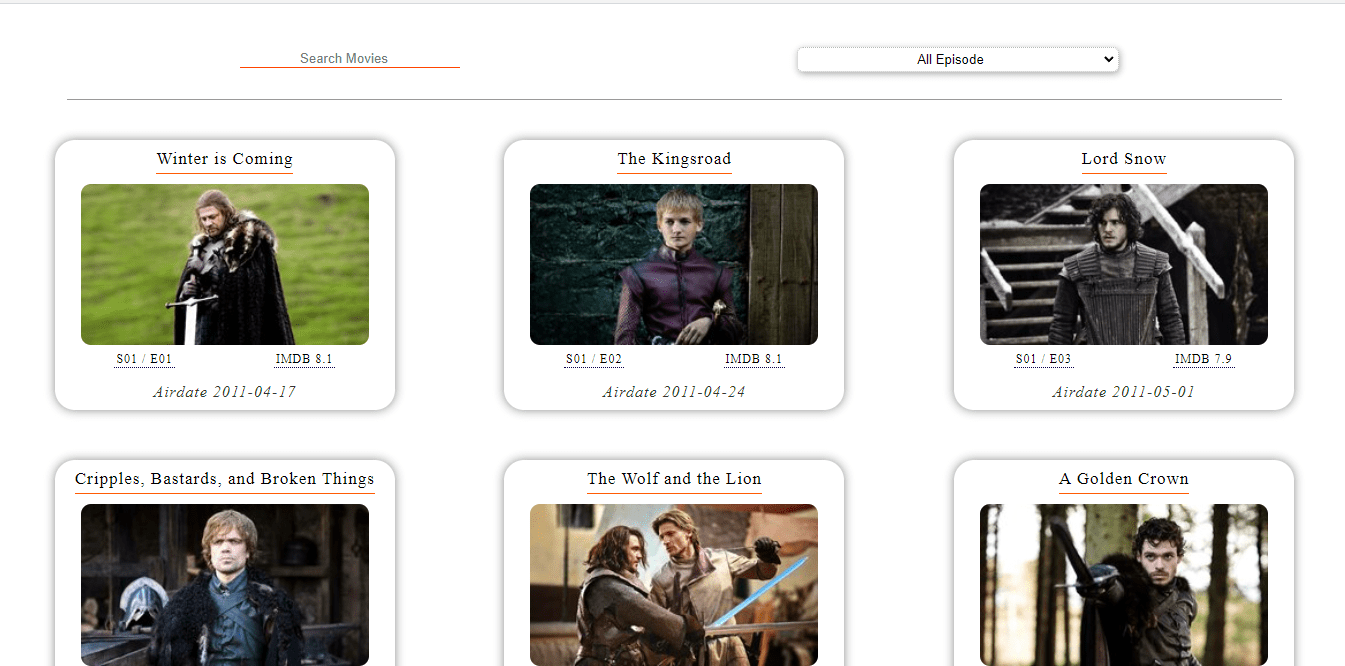 Search Movies
All Episode
Winter is Coming
The Kingsroad
Lord Snow
S01 / E01
IMDB 8.1
S01 / E02
IMDB 8.1
S01 / E03
IMDB 7.9
Airdate 2011-04-17
Airdate 2011-04-24
Airdate 2011-05-01
Cripples, Bastards, and Broken Things
The Wolf and the Lion
A Golden Crown